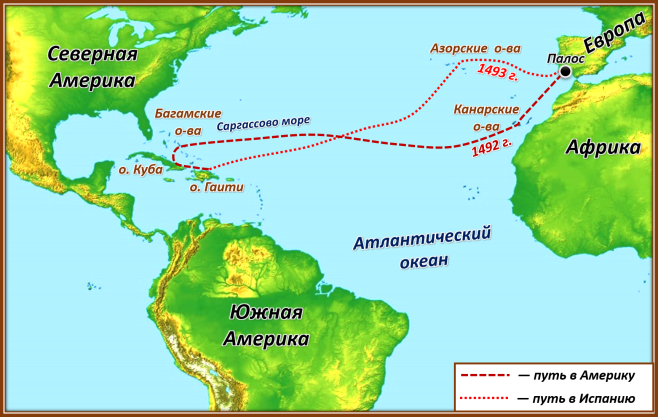 Северная
Америка
Азорские о-ва
Европа
Палос
1493 г.
Багамские
о-ва
Саргассово море
Канарские
о-ва
1492 г.
Африка
о. Куба
о. Гаити
Атлантический
океан
Южная
Америка
— путь в Америку
— путь в Испанию